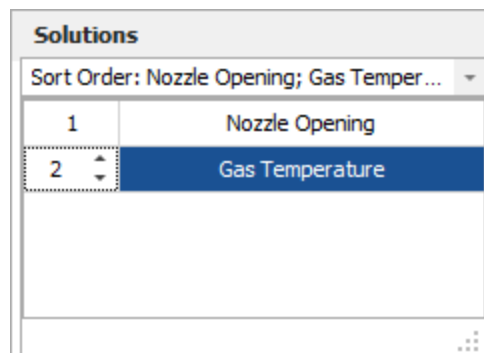 Solutions
Sort Order: Nozzle Opening; Gas Temper...
1 Nozzle Opening
2 Gas Temperature